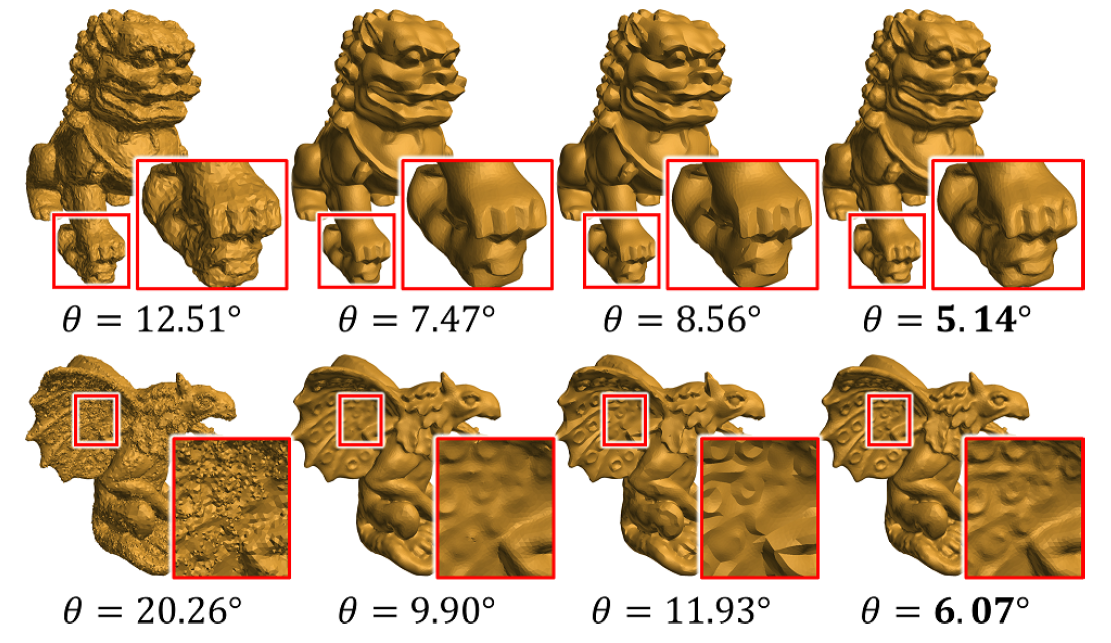 θ = 12.51° θ = 7.47° θ = 8.56° θ = 5.14°
θ = 20.26° θ = 9.90° θ = 11.93° θ = 6.07°